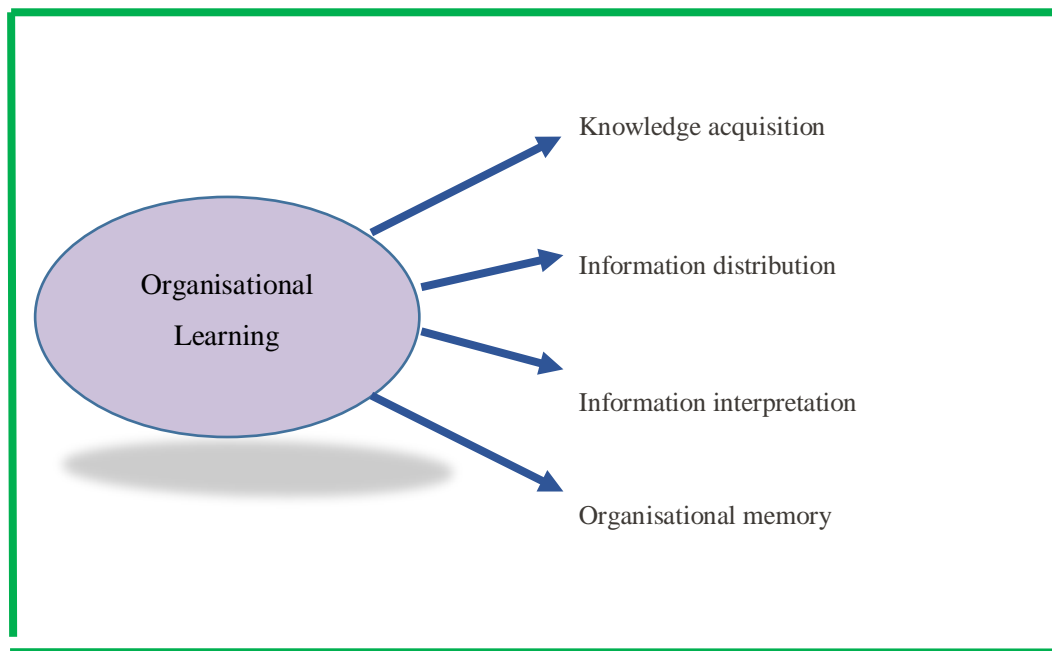 Knowledge acquisition
Information distribution
Organisational
Learning
Information interpretation
Organisational memory